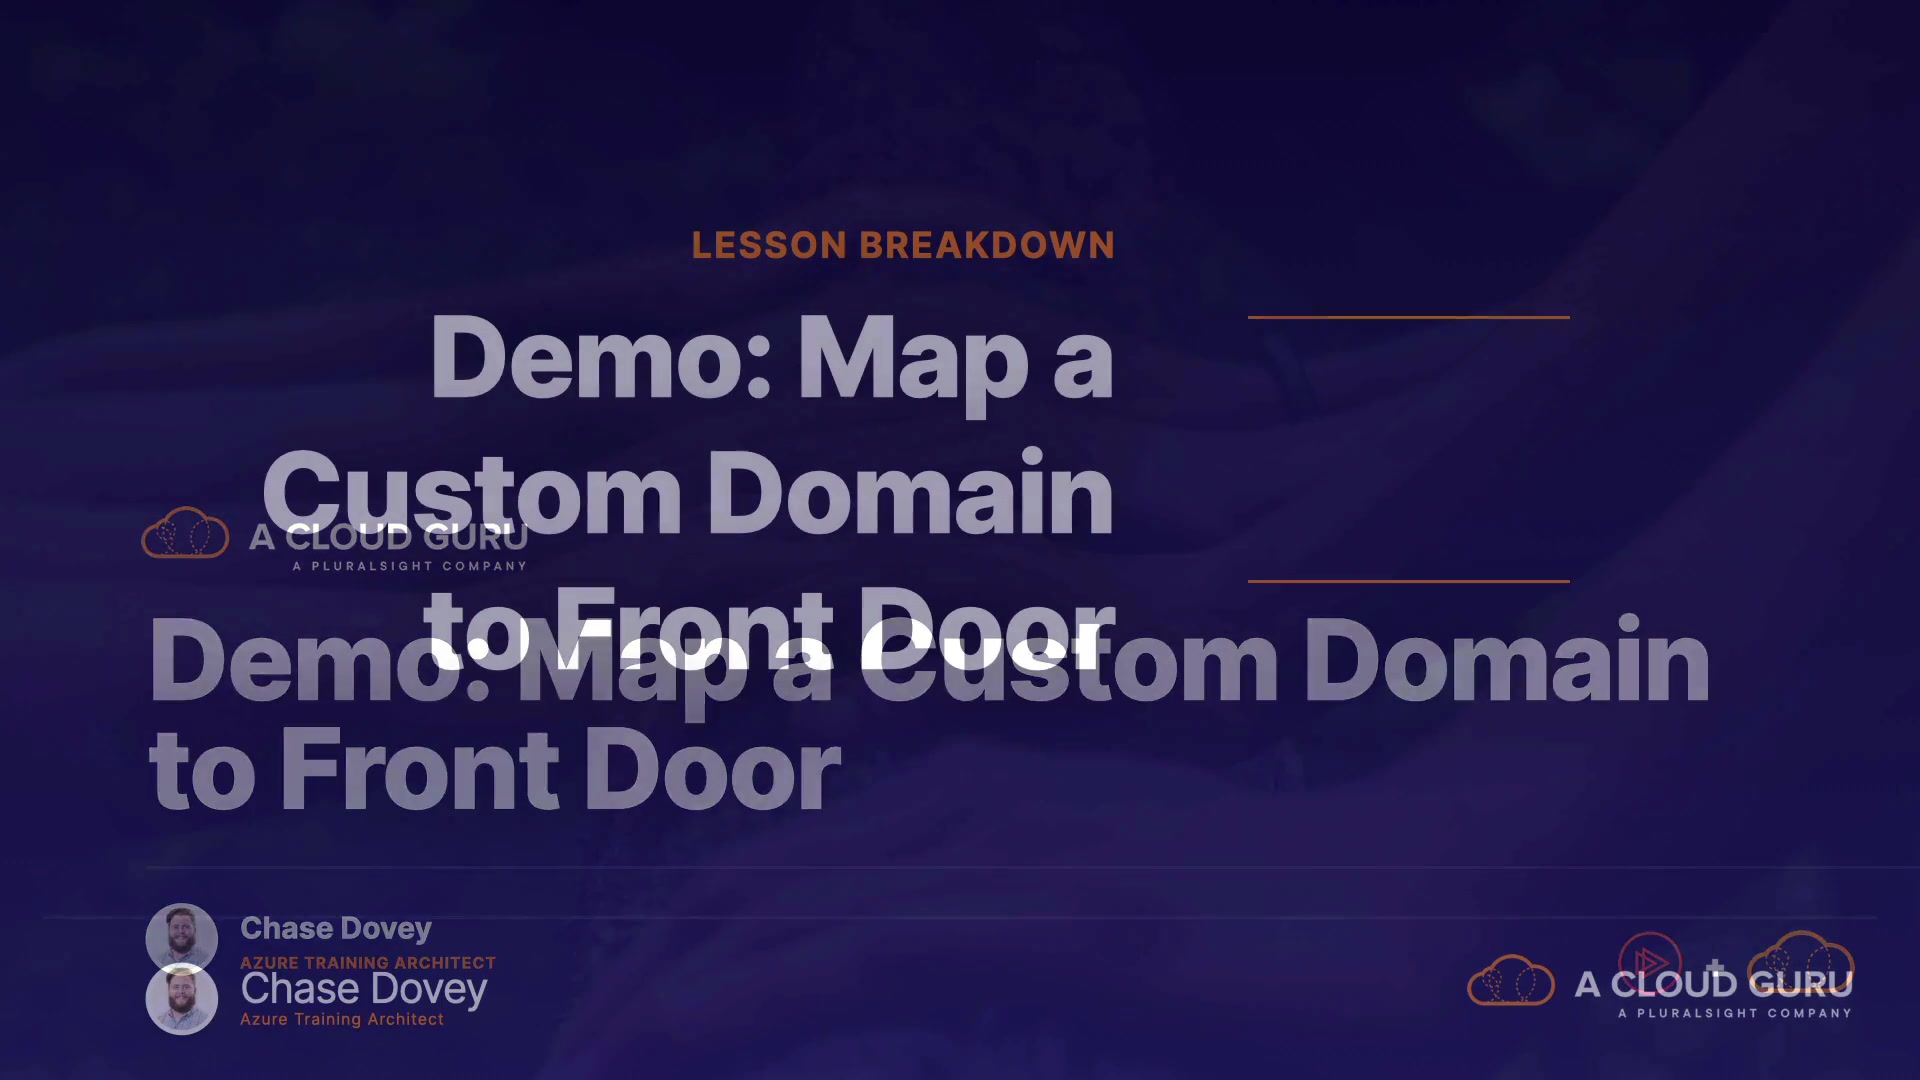 LESSON BREAKDOWN
Demo: Map a
Custom Domain
to Front Door
A CLOUD GURU
A PLURALSIGHT COMPANY
Demo: Map a Custom Domain
to Front Door
Chase Dovey
AZURE TRAINING ARCHITECT
Chase Dovey
Azure Training Architect
+
A CLOUD GURU
A PLURALSIGHT COMPANY